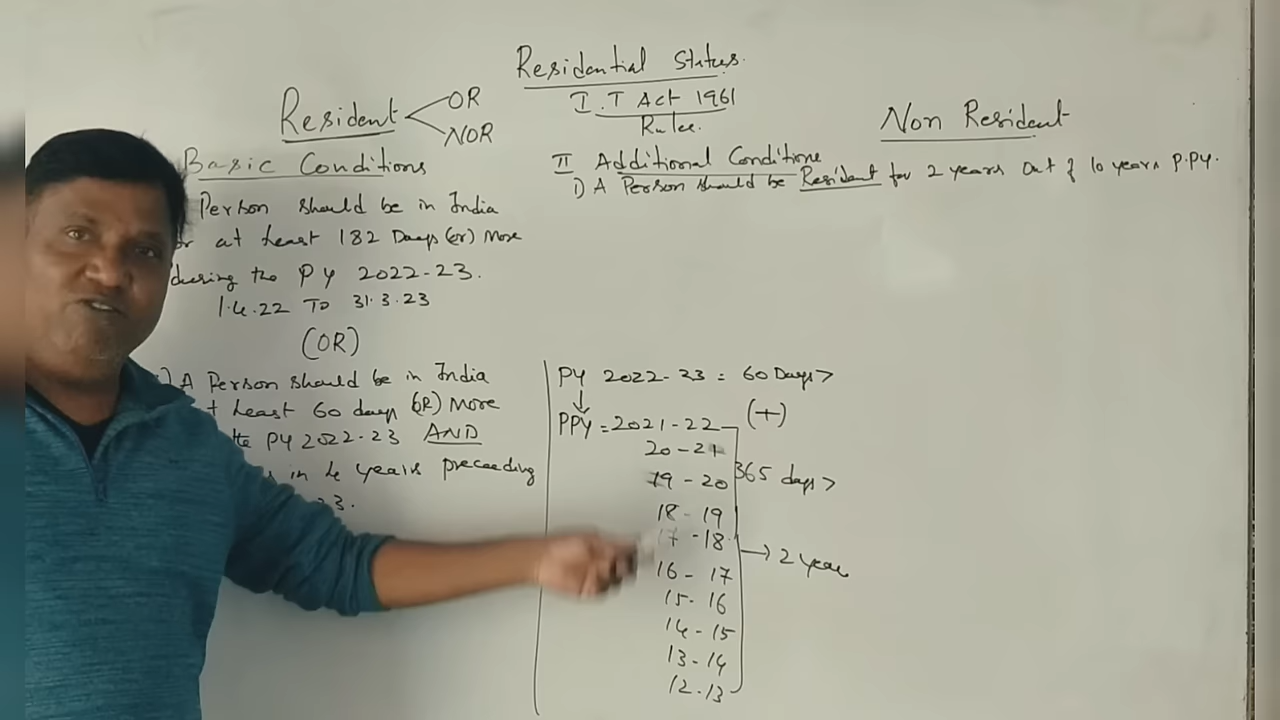 Residential Status.
I.T Act 1961
Rules.
Resident
OR
NOR
Non Resident
Basic Conditions
Person should be in India
at Least 182 Days (or) More
during the PY 2022-23.
1.4.22 To 31.3.23
(OR)
) A Person should be in India
Least 60 days (OR) More
the PY 2022-23 AND
in 4 years preceeding
23.
II Additional Conditions
i) A Person should be Resident for 2 years out of 10 years P.PY.
PY 2022-23 = 60 Days >
(+)
PPY = 2021-22
20-21
19-20
365 days >
18-19
17-18
→ 2 years
16-17
15-16
14-15
13-14
12-13